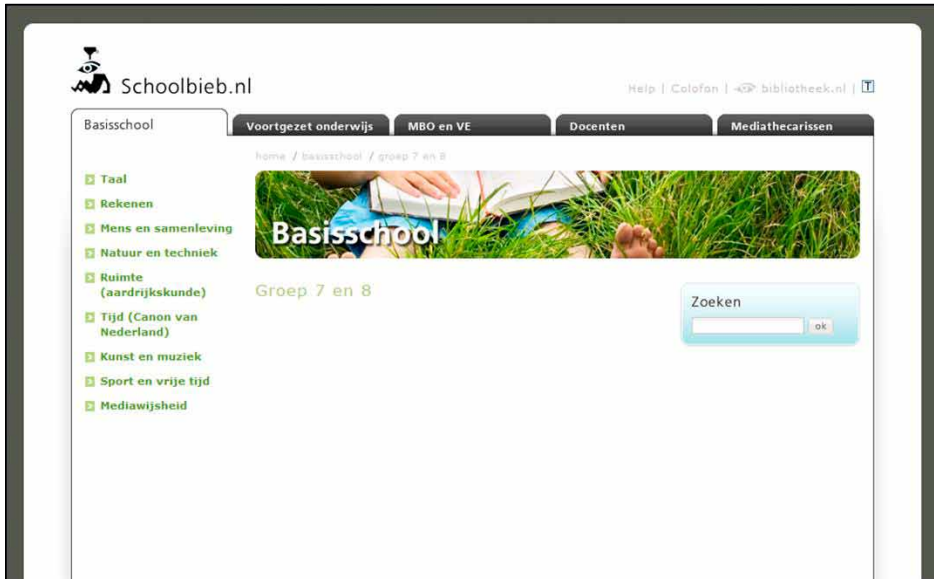 Schoolbieb.nl
Help | Colofon | bibliotheek.nl | T
Basisschool
Voortgezet onderwijs
MBO en VE
Docenten
Mediathecarissen
home / basisschool / groep 7 en 8
Taal
Rekenen
Mens en samenleving
Natuur en techniek
Ruimte
(aardrijkskunde)
Tijd (Canon van
Nederland)
Kunst en muziek
Sport en vrije tijd
Mediawijsheid
Basisschool
Groep 7 en 8
Zoeken
ok